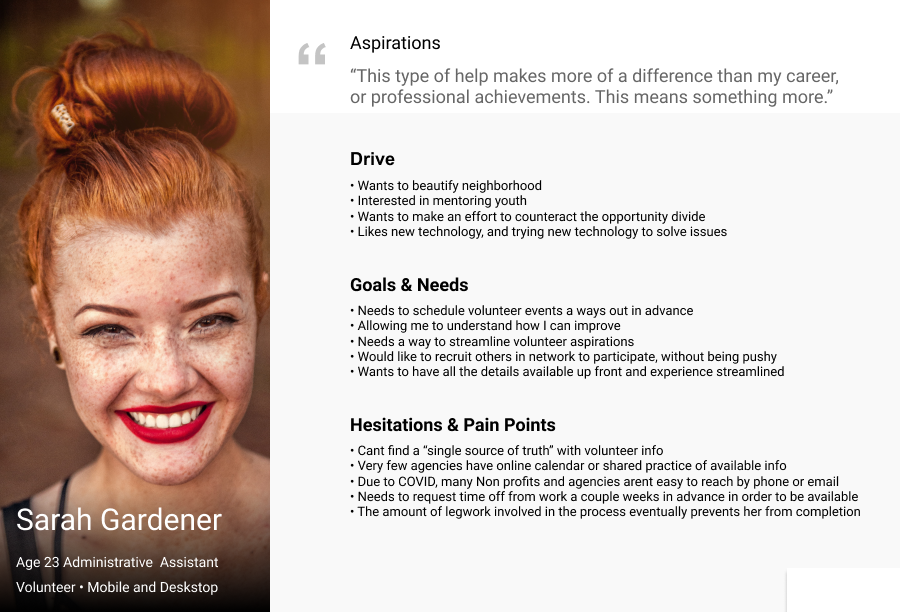 Aspirations
“This type of help makes more of a difference than my career,
or professional achievements. This means something more.”
Drive
• Wants to beautify neighborhood
• Interested in mentoring youth
• Wants to make an effort to counteract the opportunity divide
• Likes new technology, and trying new technology to solve issues
Goals & Needs
• Needs to schedule volunteer events a ways out in advance
• Allowing me to understand how I can improve
• Needs a way to streamline volunteer aspirations
• Would like to recruit others in network to participate, without being pushy
• Wants to have all the details available up front and experience streamlined
Hesitations & Pain Points
• Cant find a “single source of truth” with volunteer info
• Very few agencies have online calendar or shared practice of available info
• Due to COVID, many Non profits and agencies arent easy to reach by phone or email
• Needs to request time off from work a couple weeks in advance in order to be available
• The amount of legwork involved in the process eventually prevents her from completion
Sarah Gardener
Age 23 Administrative  Assistant
Volunteer • Mobile and Deskstop